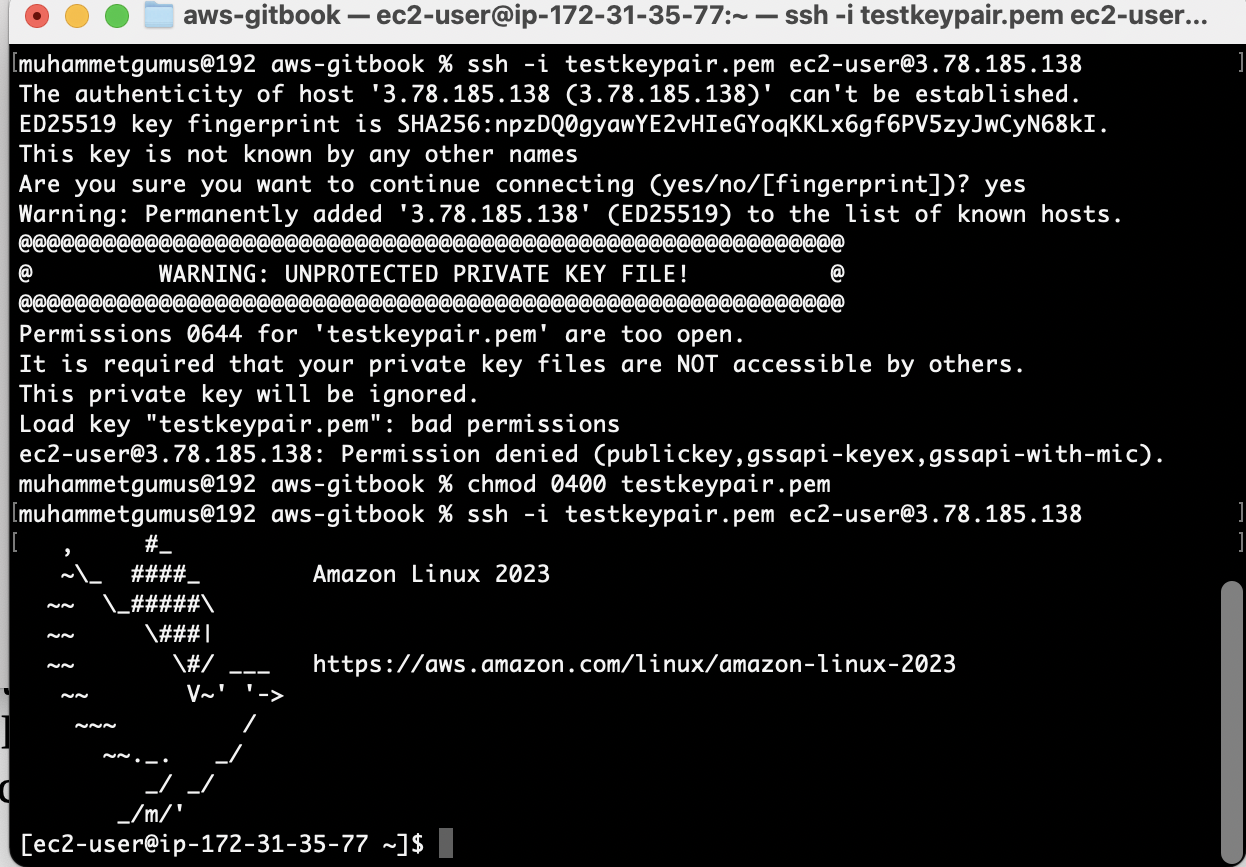 aws-gitbook — ec2-user@ip-172-31-35-77:~ — ssh -i testkeypair.pem ec2-user...
[muhammetgumus@192 aws-gitbook % ssh -i testkeypair.pem ec2-user@3.78.185.138 ]
The authenticity of host '3.78.185.138 (3.78.185.138)' can't be established.
ED25519 key fingerprint is SHA256:npzDQ0gyawYE2vHIeGYoqKKLx6gf6PV5zyJwCyN68kI.
This key is not known by any other names
Are you sure you want to continue connecting (yes/no/[fingerprint])? yes
Warning: Permanently added '3.78.185.138' (ED25519) to the list of known hosts.
@@@@@@@@@@@@@@@@@@@@@@@@@@@@@@@@@@@@@@@@@@@@@@@@@@@@@@@@@@@
@         WARNING: UNPROTECTED PRIVATE KEY FILE!          @
@@@@@@@@@@@@@@@@@@@@@@@@@@@@@@@@@@@@@@@@@@@@@@@@@@@@@@@@@@@
Permissions 0644 for 'testkeypair.pem' are too open.
It is required that your private key files are NOT accessible by others.
This private key will be ignored.
Load key "testkeypair.pem": bad permissions
ec2-user@3.78.185.138: Permission denied (publickey,gssapi-keyex,gssapi-with-mic).
muhammetgumus@192 aws-gitbook % chmod 0400 testkeypair.pem
[muhammetgumus@192 aws-gitbook % ssh -i testkeypair.pem ec2-user@3.78.185.138 ]
[   ,     #_ ]
   ~\_  ####_        Amazon Linux 2023
  ~~  \_#####\
  ~~     \###|
  ~~       \#/ ___   https://aws.amazon.com/linux/amazon-linux-2023
   ~~       V~' '->
    ~~~         /
      ~~._.   _/
         _/ _/
       _/m/'
[ec2-user@ip-172-31-35-77 ~]$